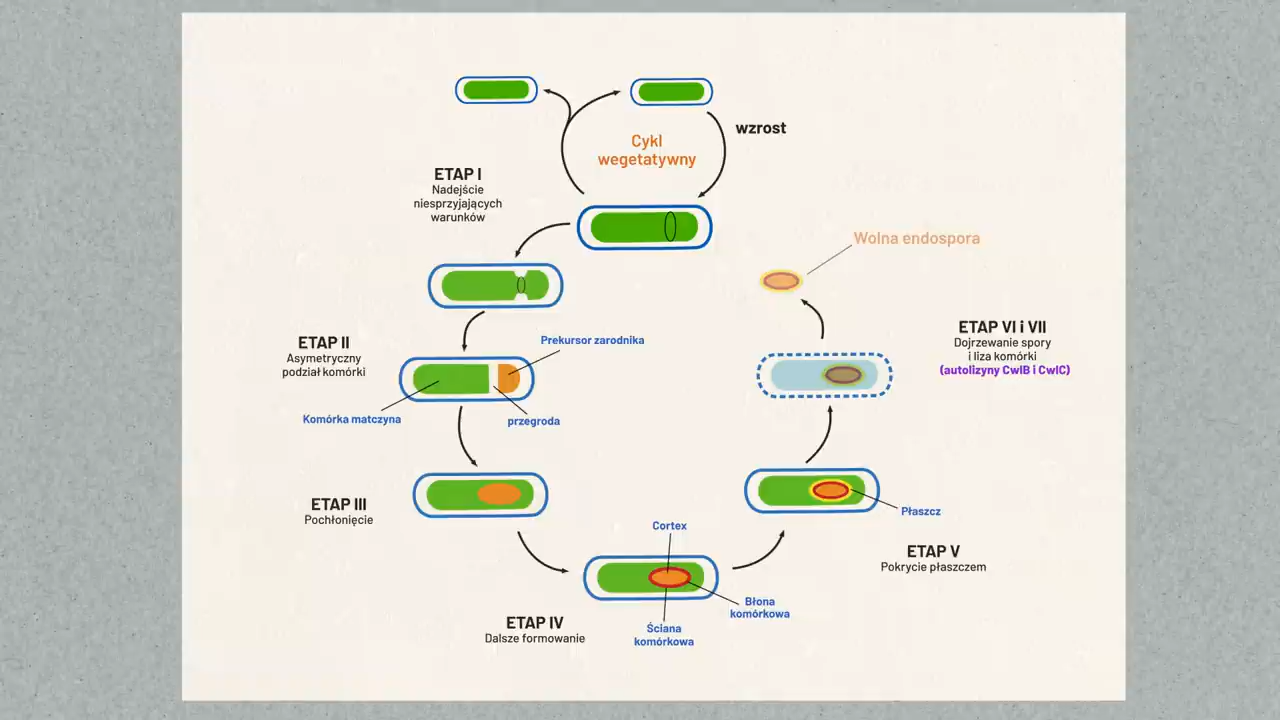 wzrost
Cykl
wegetatywny
ETAP I
Nadejście
niesprzyjających
warunków
Wolna endospora
ETAP II
Asymetryczny
podział komórki
Prekursor zarodnika
Komórka matczyna
przegroda
ETAP VI i VII
Dojrzewanie spory
i liza komórki
(autolizyny CwlB i CwlC)
ETAP III
Pochłonięcie
Cortex
Płaszcz
ETAP V
Pokrycie płaszczem
ETAP IV
Dalsze formowanie
Błona
komórkowa
Ściana
komórkowa